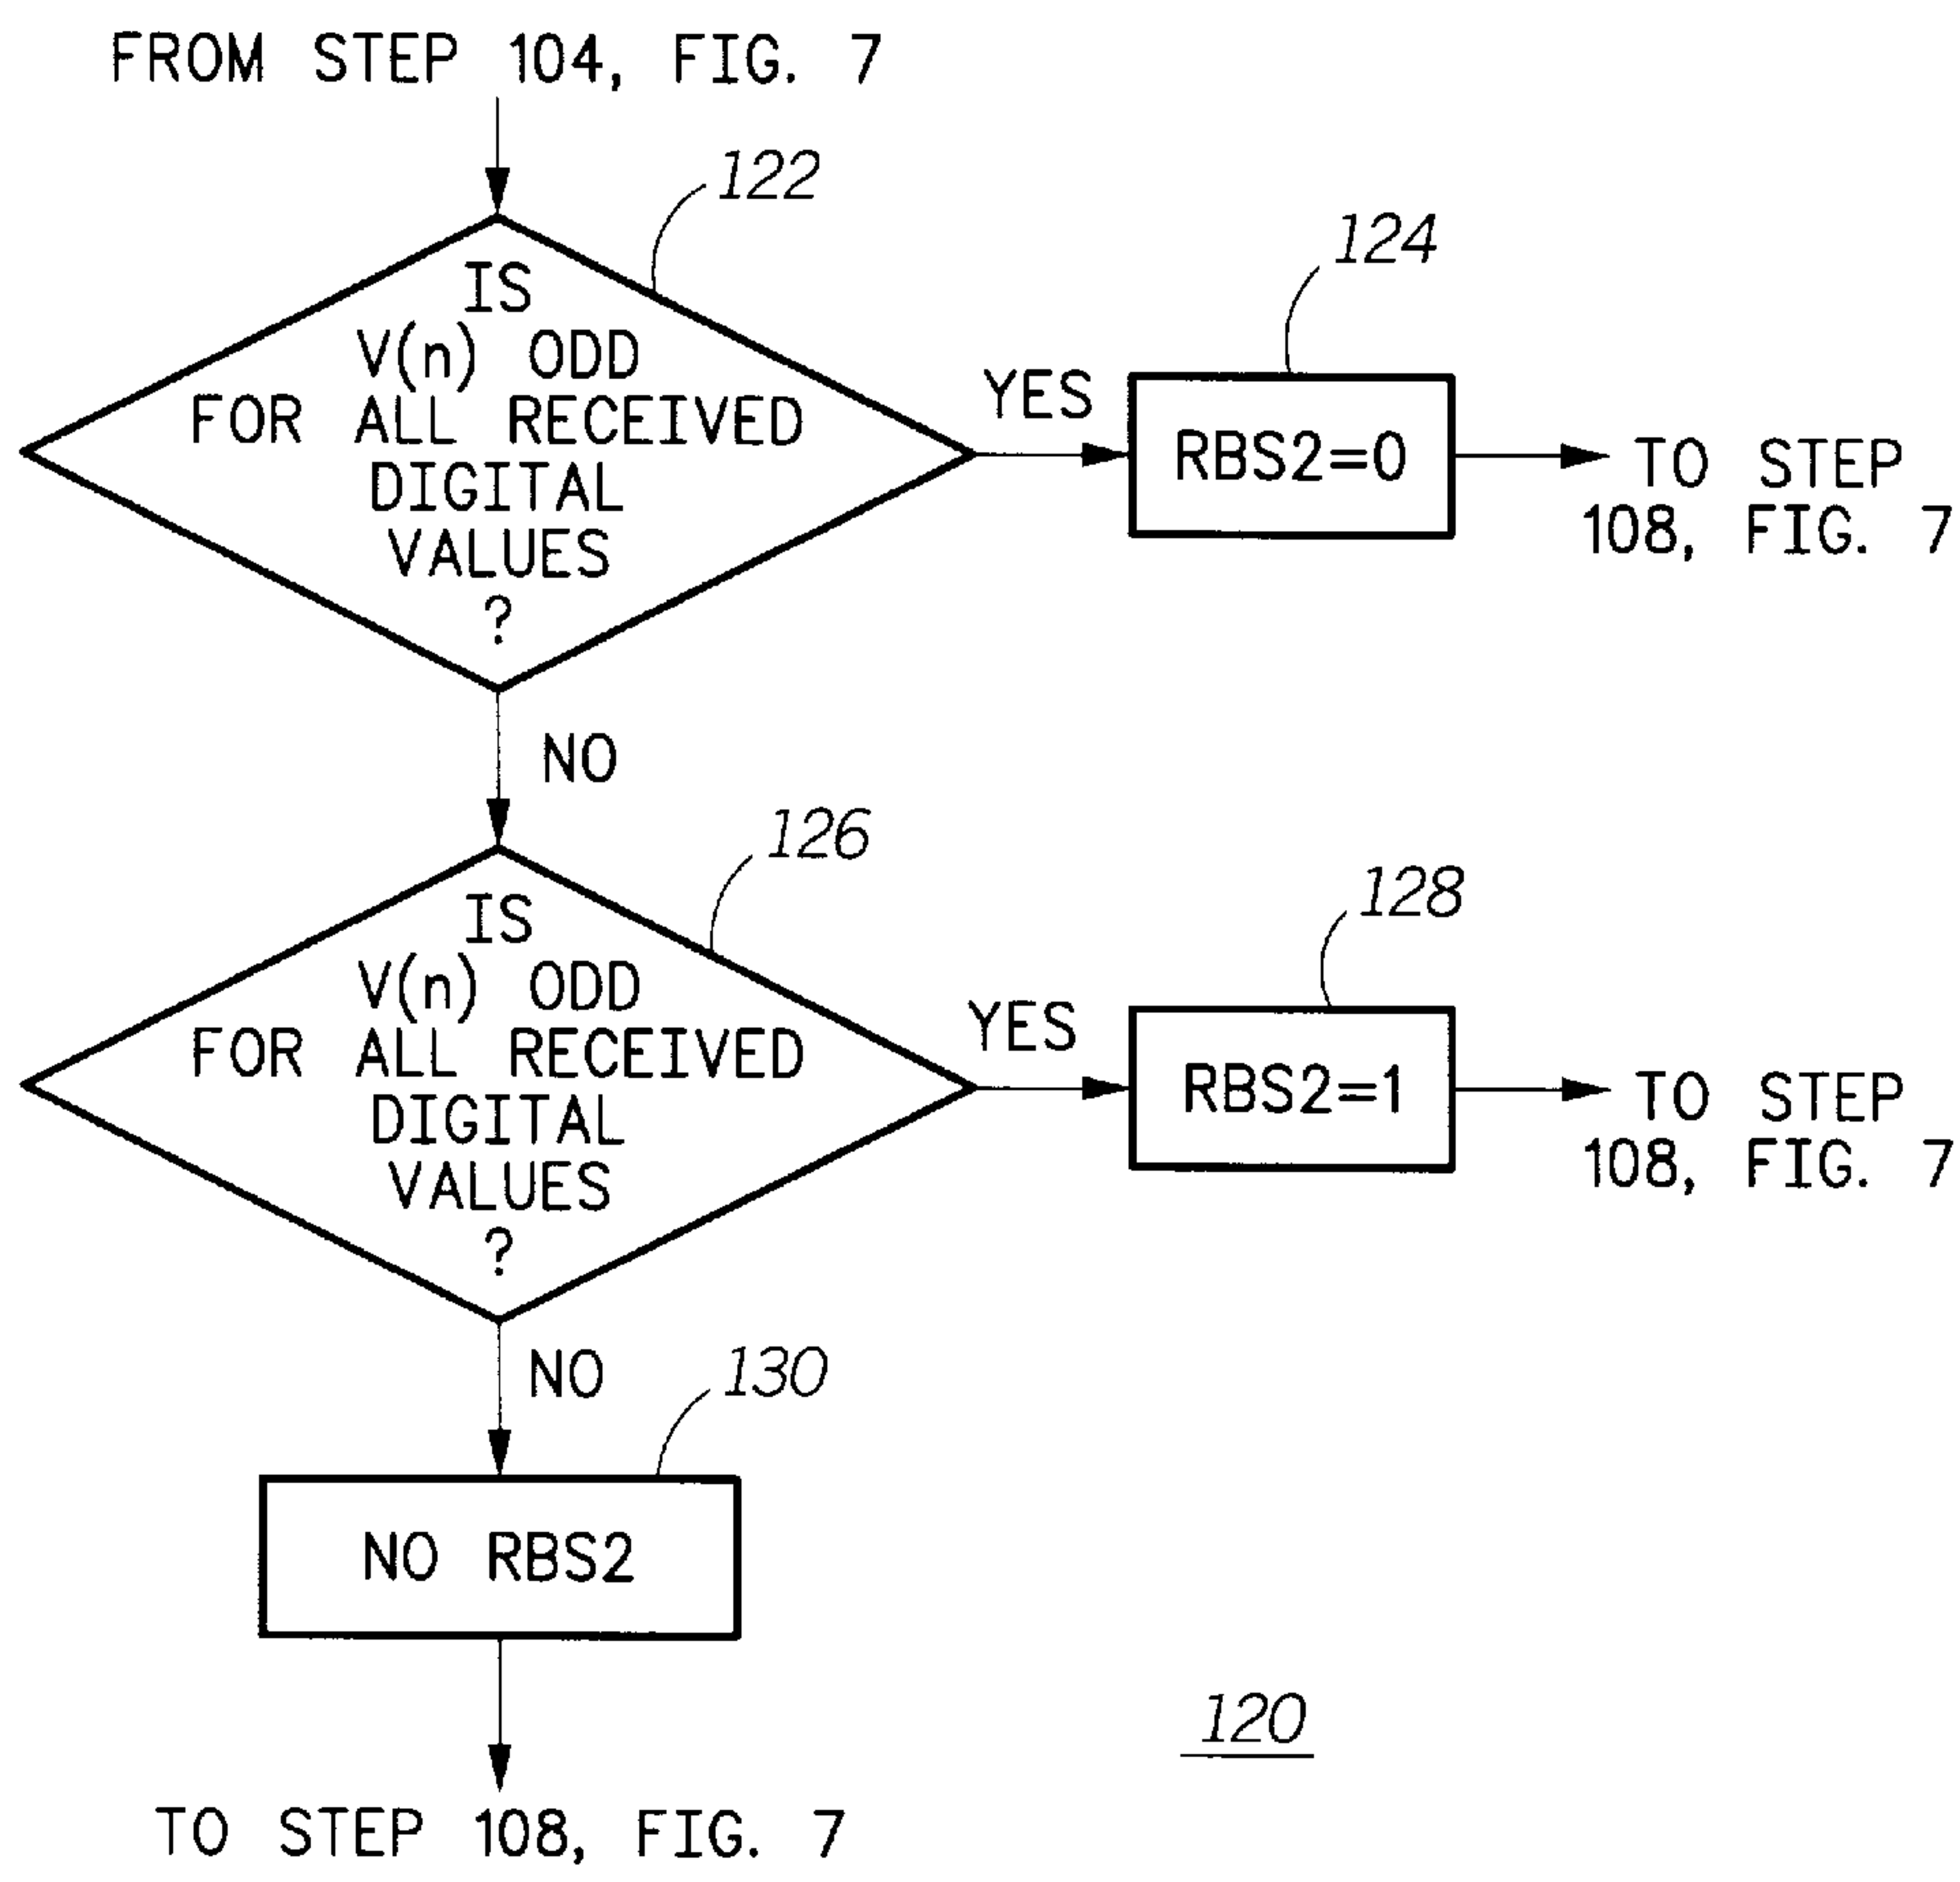 FROM STEP 104, FIG. 7
122
IS
V(n) ODD
FOR ALL RECEIVED
DIGITAL
VALUES
?
YES
124
RBS2=0
TO STEP
108, FIG. 7
NO
126
IS
V(n) ODD
FOR ALL RECEIVED
DIGITAL
VALUES
?
YES
128
RBS2=1
TO STEP
108, FIG. 7
NO
130
NO RBS2
TO STEP 108, FIG. 7
120